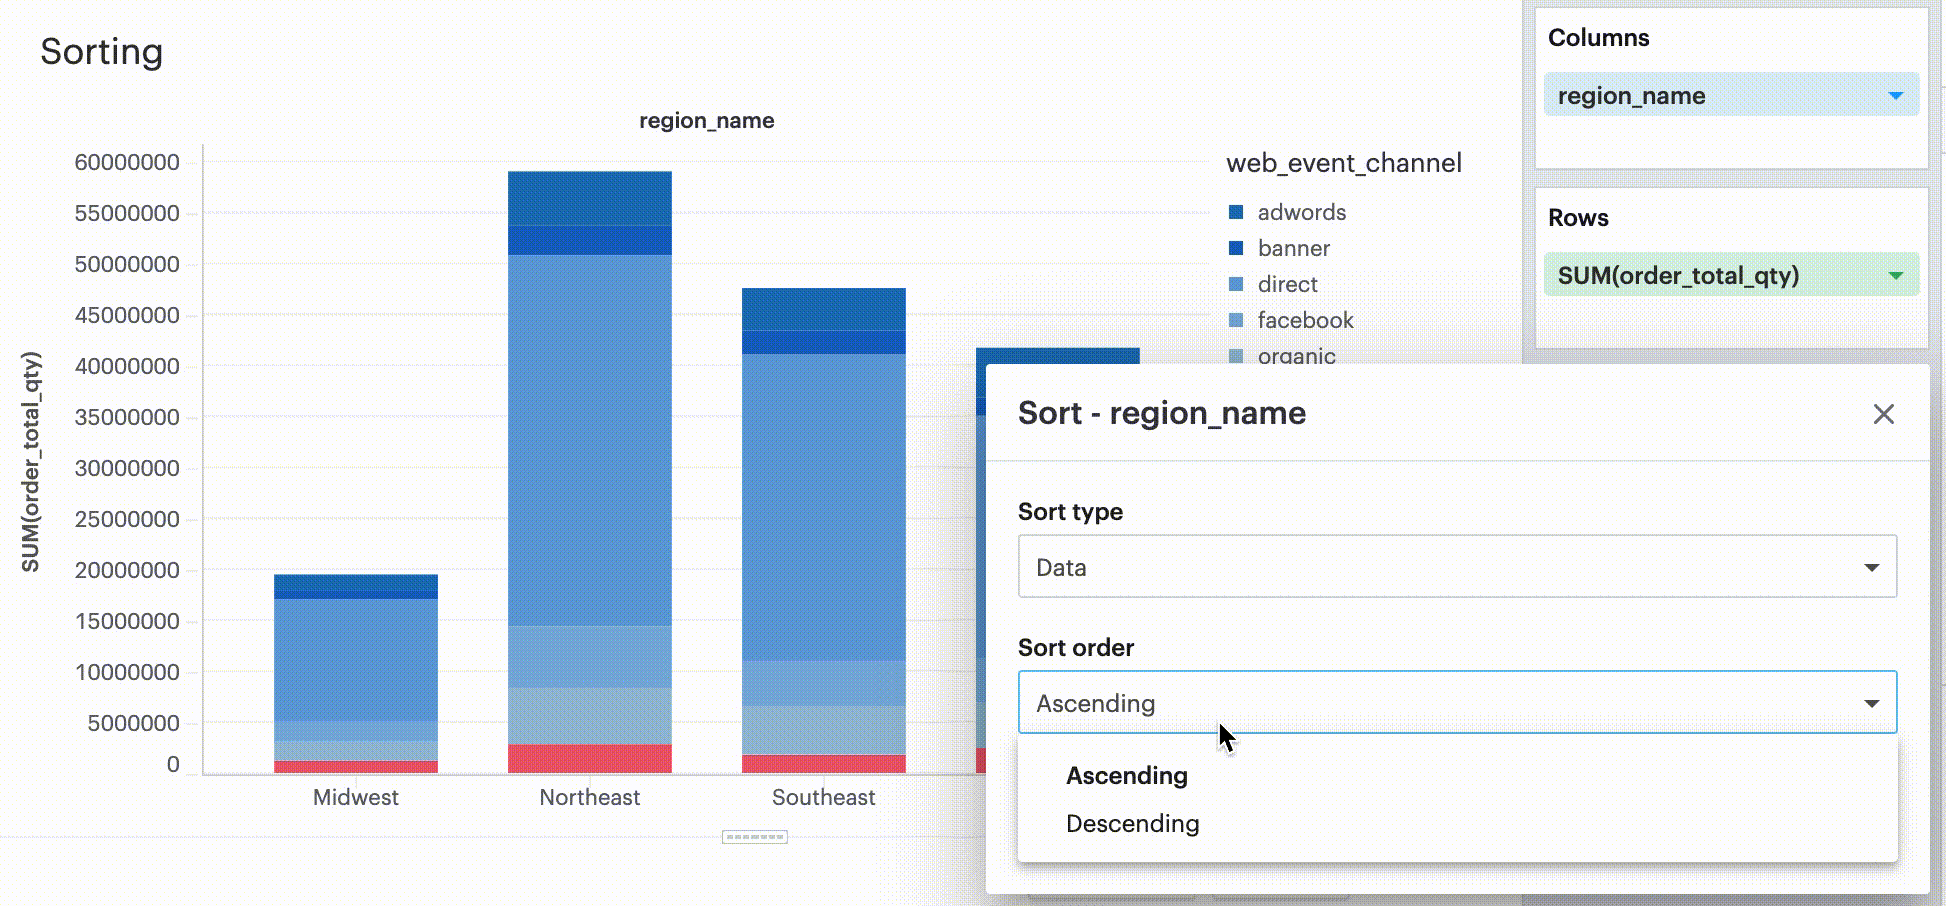 Sorting
region_name
60000000
55000000
50000000
45000000
40000000
35000000
30000000
25000000
20000000
15000000
10000000
5000000
0
SUM(order_total_qty)
Midwest
Northeast
Southeast
web_event_channel
adwords
banner
direct
facebook
organic
Columns
region_name
Rows
SUM(order_total_qty)
Sort - region_name
Sort type
Data
Sort order
Ascending
Ascending
Descending